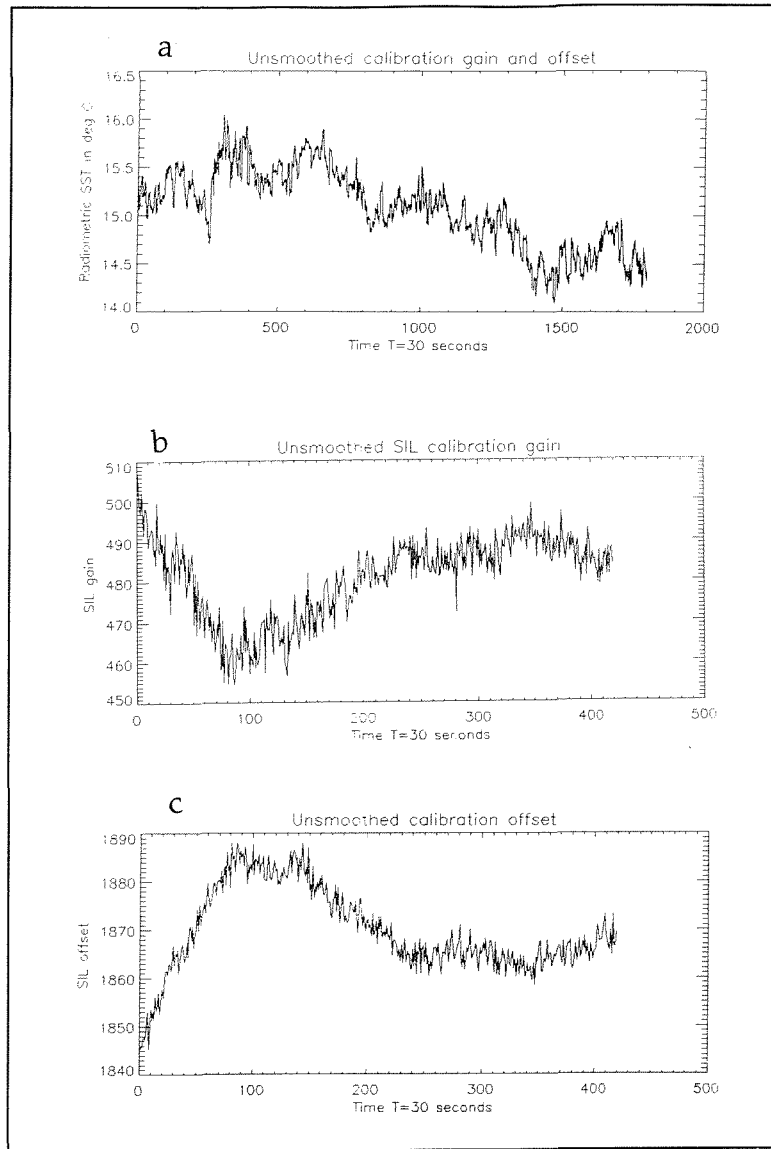 a
Unsmoothed calibration gain and offset
16.5
16.0
15.5
15.0
14.5
14.0
Radiometric SST in deg C
0 500 1000 1500 2000
Time T=30 seconds
b
Unsmoothed SIL calibration gain
510
500
490
480
470
460
450
SIL gain
0 100 200 300 400 500
Time T=30 seconds
c
Unsmoothed calibration offset
1890
1880
1870
1860
1850
1840
SIL offset
0 100 200 300 400 500
Time T=30 seconds